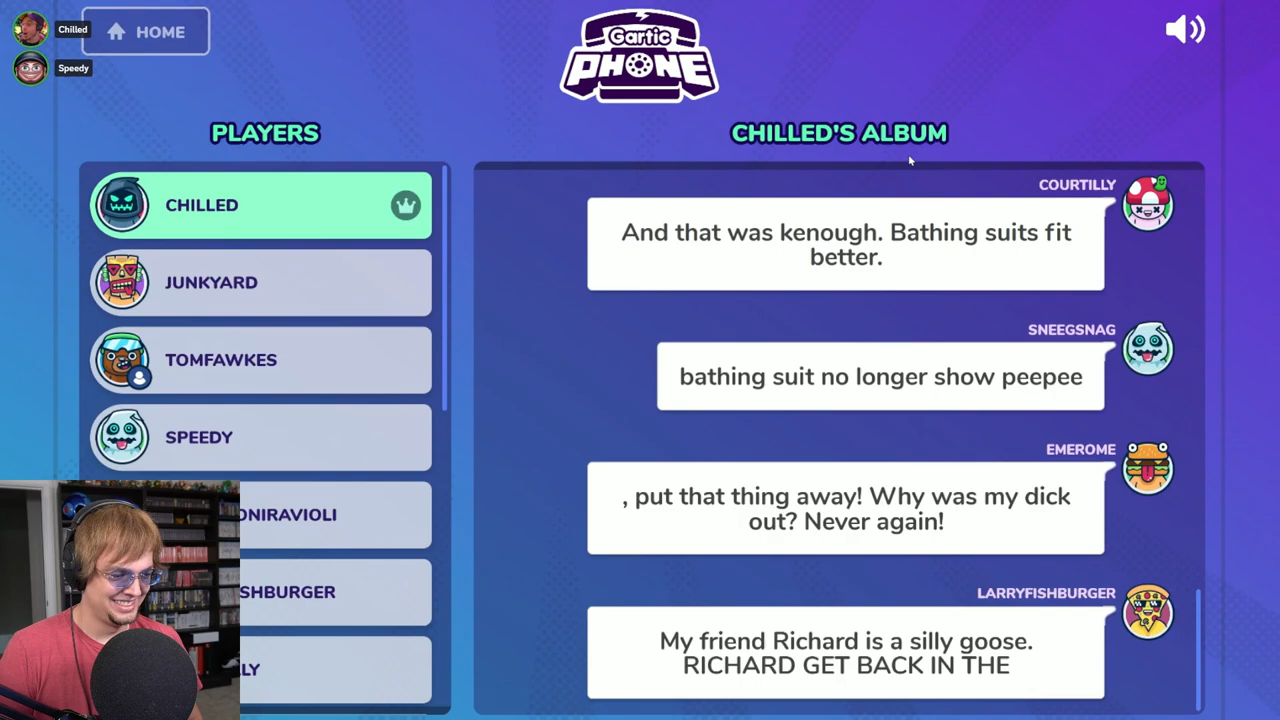 Chilled
HOME
Speedy
Gartic
PHONE
PLAYERS
CHILLED
JUNKYARD
TOMFAWKES
SPEEDY
ONIRAVIOLI
SHBURGER
LY
CHILLED'S ALBUM
COURTILLY
And that was kenough. Bathing suits fit
better.
SNEEGSNAG
bathing suit no longer show peepee
EMEROME
, put that thing away! Why was my dick
out? Never again!
LARRYFISHBURGER
My friend Richard is a silly goose.
RICHARD GET BACK IN THE